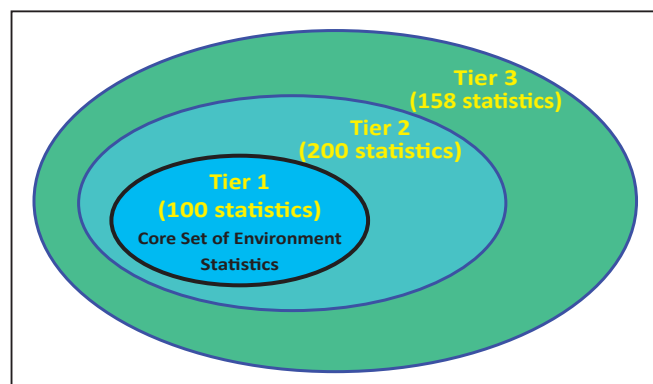 Tier 3
(158 statistics)
Tier 2
(200 statistics)
Tier 1
(100 statistics)
Core Set of Environment
Statistics